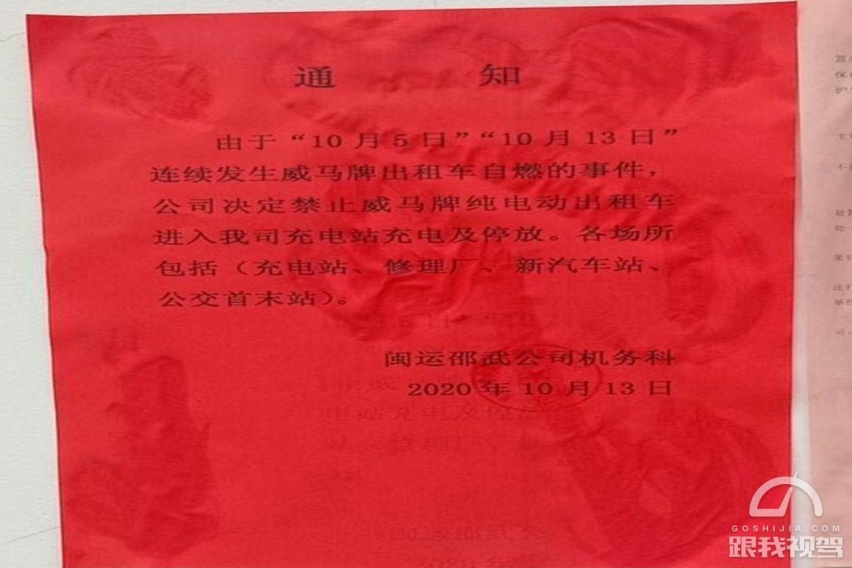 通 知
由于“10月5日”“10月13日”
连续发生威马牌出租车自燃的事件，
公司决定禁止威马牌纯电动出租车
进入我司充电站充电及停放。各场所
包括（充电站、修理厂、新汽车站、
公交首末站）。
闽运邵武公司机务科
2020年10月13日
GOSHIJIA.COM
跟我视驾